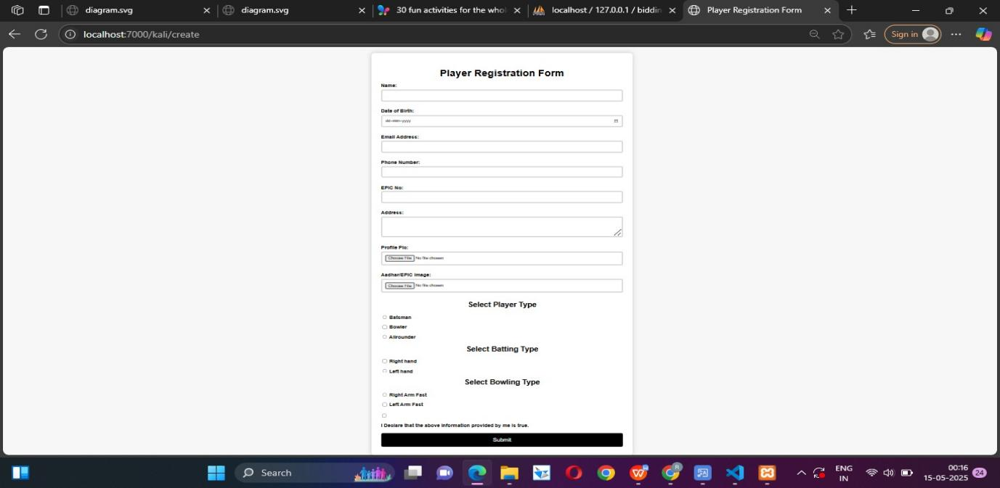 diagram.svg
diagram.svg
30 fun activities for the whol
localhost / 127.0.0.1 / biddin
Player Registration Form
localhost:7000/kali/create
Sign in
Player Registration Form
Name:
Date of Birth:
dd-mm-yyyy
Email Address:
Phone Number:
EPIC No:
Address:
Profile Pic:
Choose File No file chosen
Aadhar/EPIC Image:
Choose File No file chosen
Select Player Type
Batsman
Bowler
Allrounder
Select Batting Type
Right hand
Left hand
Select Bowling Type
Right Arm Fast
Left Arm Fast
I Declare that the above information provided by me is true.
Submit
Search
ENG
IN
00:16
15-05-2025
24